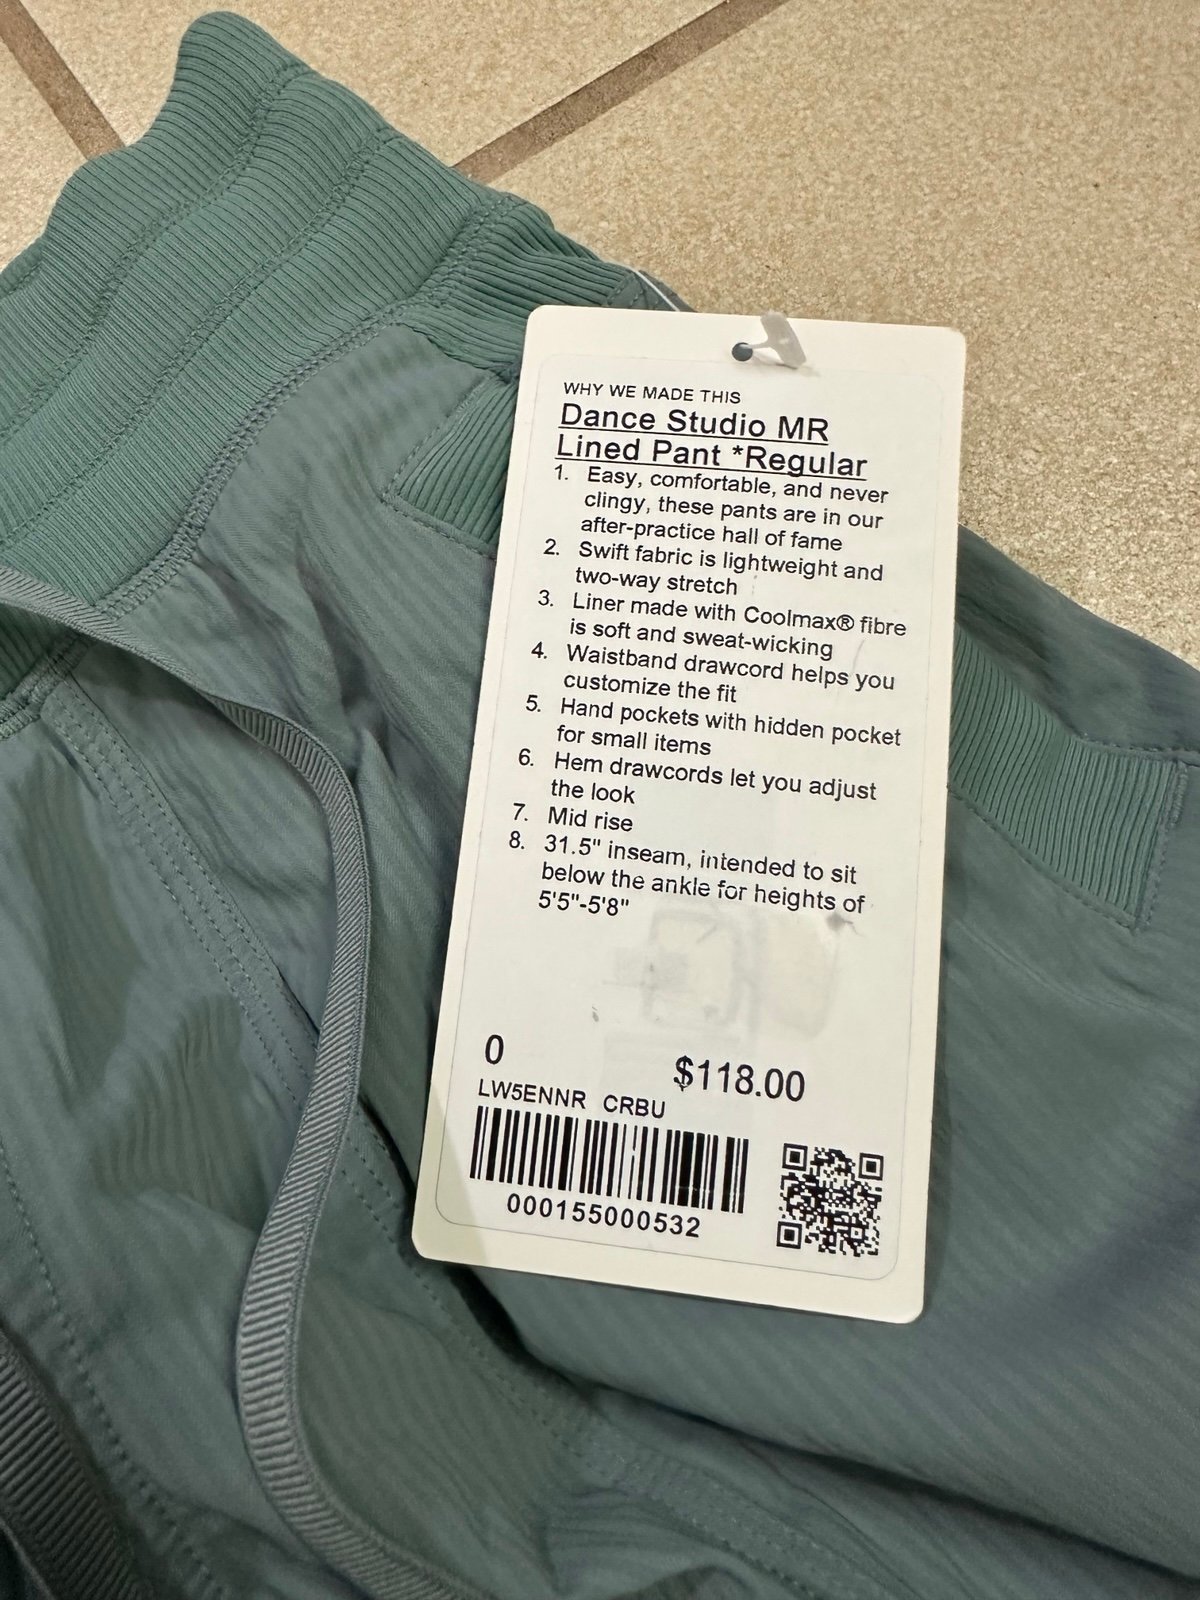 WHY WE MADE THIS
Dance Studio MR
Lined Pant *Regular
1. Easy, comfortable, and never
clingy, these pants are in our
after-practice hall of fame
2. Swift fabric is lightweight and
two-way stretch
3. Liner made with Coolmax® fibre
is soft and sweat-wicking
4. Waistband drawcord helps you
customize the fit
5. Hand pockets with hidden pocket
for small items
6. Hem drawcords let you adjust
the look
7. Mid rise
8. 31.5" inseam, intended to sit
below the ankle for heights of
5'5"-5'8"
0 $118.00
LW5ENNR CRBU
000155000532